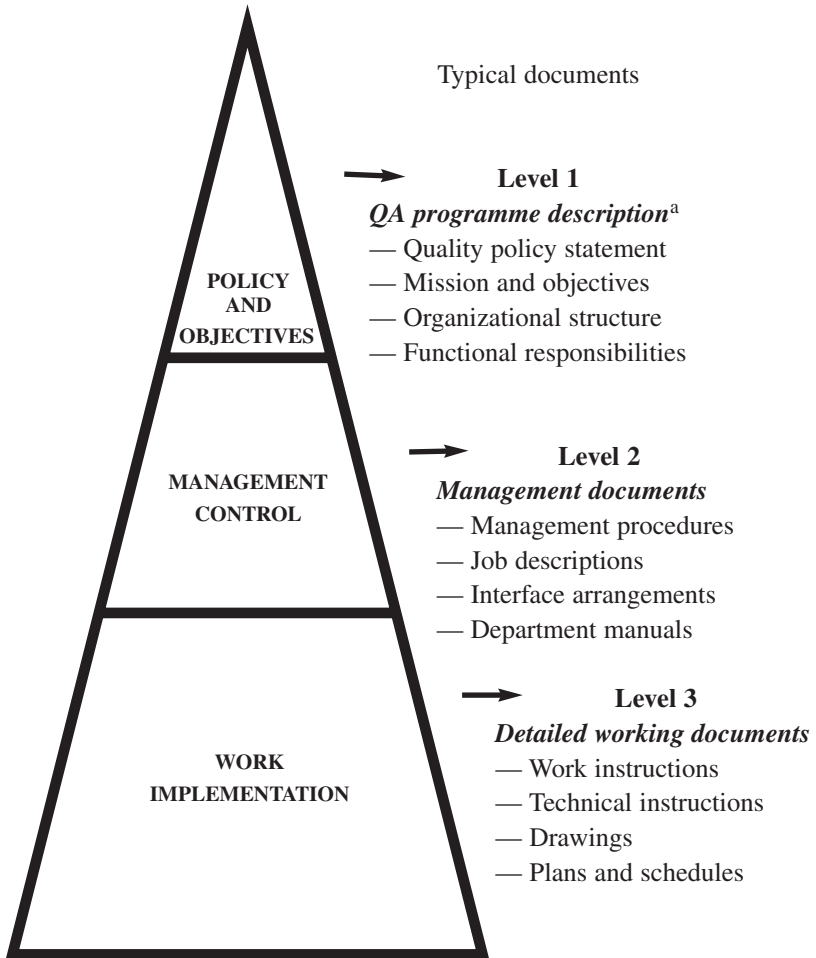 Typical documents
POLICY
AND
OBJECTIVES
Level 1
QA programme descriptionᵃ
— Quality policy statement
— Mission and objectives
— Organizational structure
— Functional responsibilities
MANAGEMENT
CONTROL
Level 2
Management documents
— Management procedures
— Job descriptions
— Interface arrangements
— Department manuals
WORK
IMPLEMENTATION
Level 3
Detailed working documents
— Work instructions
— Technical instructions
— Drawings
— Plans and schedules